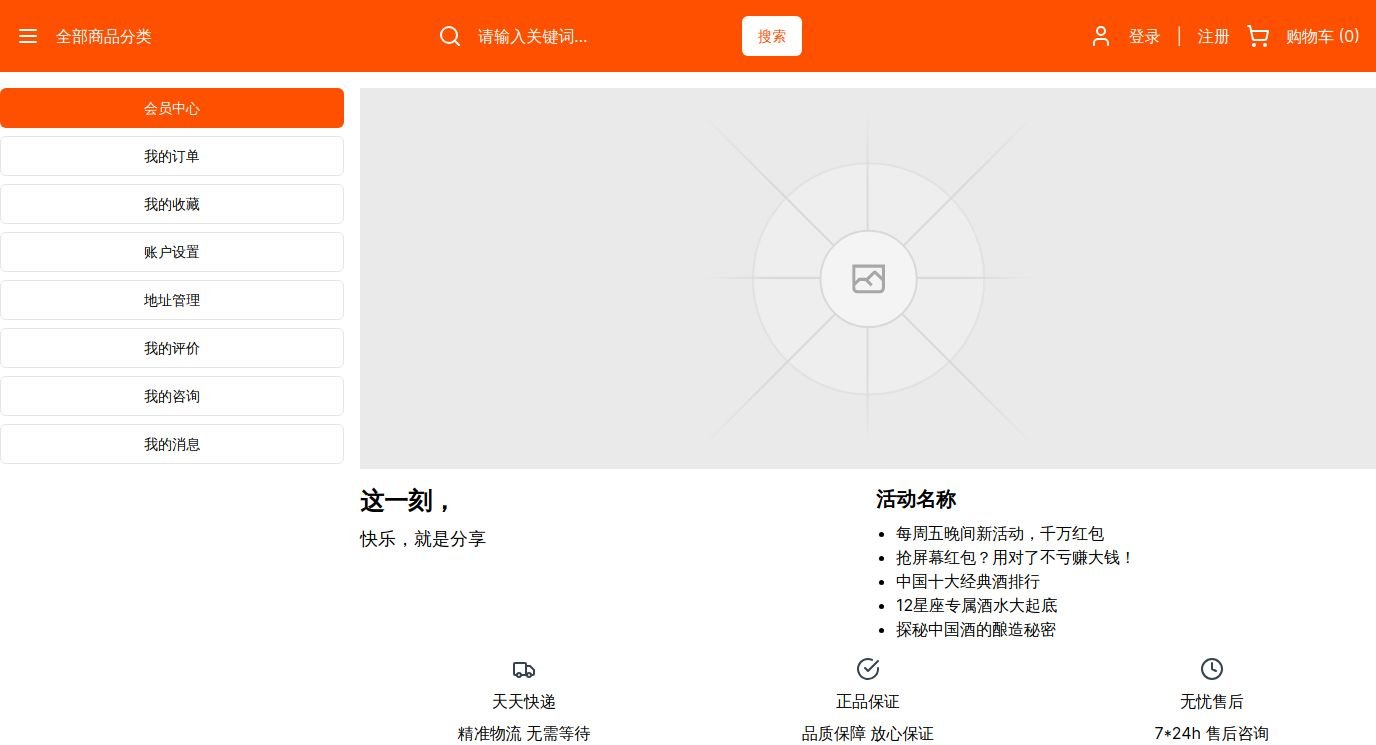 全部商品分类
请输入关键词...
搜索
登录
注册
购物车 (0)
会员中心
我的订单
我的收藏
账户设置
地址管理
我的评价
我的咨询
我的消息
这一刻，
快乐，就是分享
活动名称
每周五晚间新活动，千万红包
抢屏幕红包？用对了不亏赚大钱！
中国十大经典酒排行
12星座专属酒水大起底
探秘中国酒的酿造秘密
天天快递
精准物流 无需等待
正品保证
品质保障 放心保证
无忧售后
7*24h 售后咨询